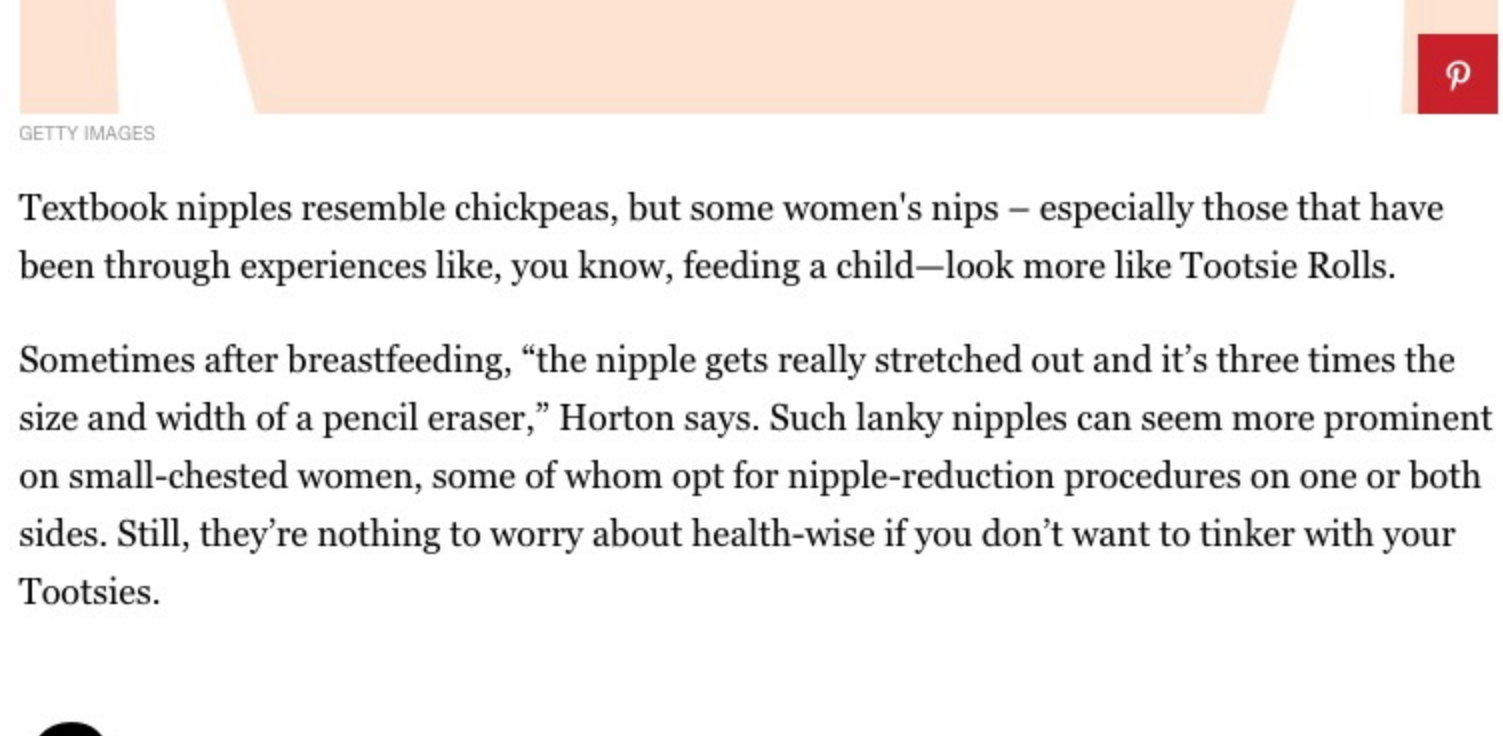 GETTY IMAGES
Textbook nipples resemble chickpeas, but some women's nips – especially those that have
been through experiences like, you know, feeding a child—look more like Tootsie Rolls.
Sometimes after breastfeeding, “the nipple gets really stretched out and it’s three times the
size and width of a pencil eraser,” Horton says. Such lanky nipples can seem more prominent
on small-chested women, some of whom opt for nipple-reduction procedures on one or both
sides. Still, they’re nothing to worry about health-wise if you don’t want to tinker with your
Tootsies.